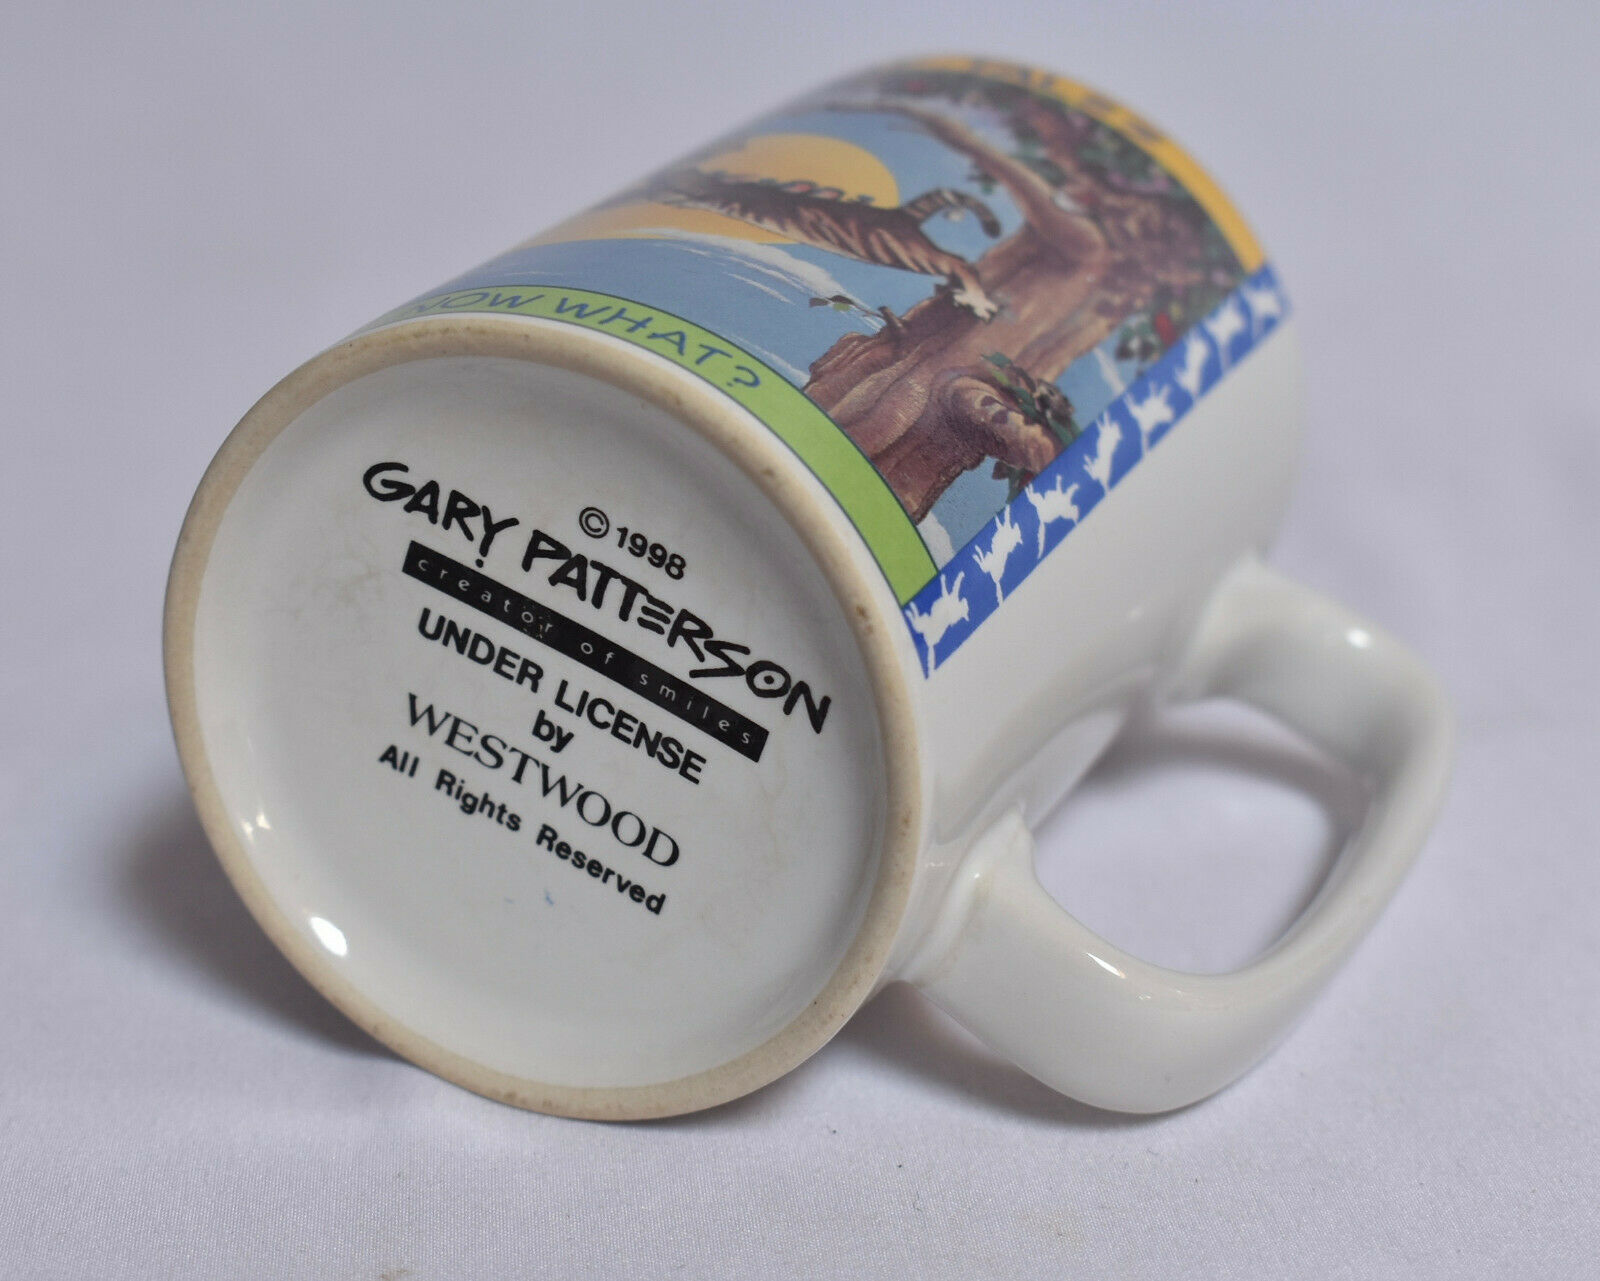 NOW WHAT?
© 1998
GARY PATTERSON
creator of smiles
UNDER LICENSE
by
WESTWOOD
All Rights Reserved